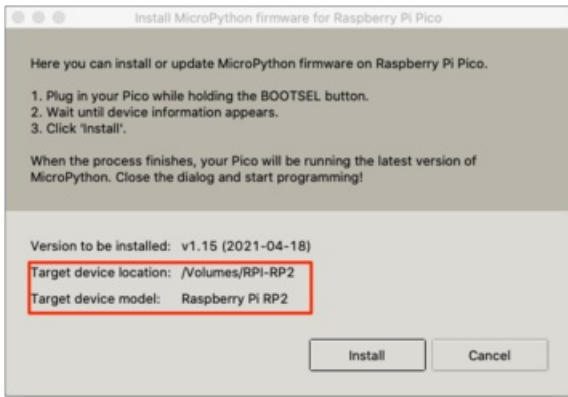 Install MicroPython firmware for Raspberry Pi Pico
Here you can install or update MicroPython firmware on Raspberry Pi Pico.
1. Plug in your Pico while holding the BOOTSEL button.
2. Wait until device information appears.
3. Click 'Install'.
When the process finishes, your Pico will be running the latest version of
MicroPython. Close the dialog and start programming!
Version to be installed: v1.15 (2021-04-18)
Target device location: /Volumes/RPI-RP2
Target device model: Raspberry Pi RP2
Install Cancel